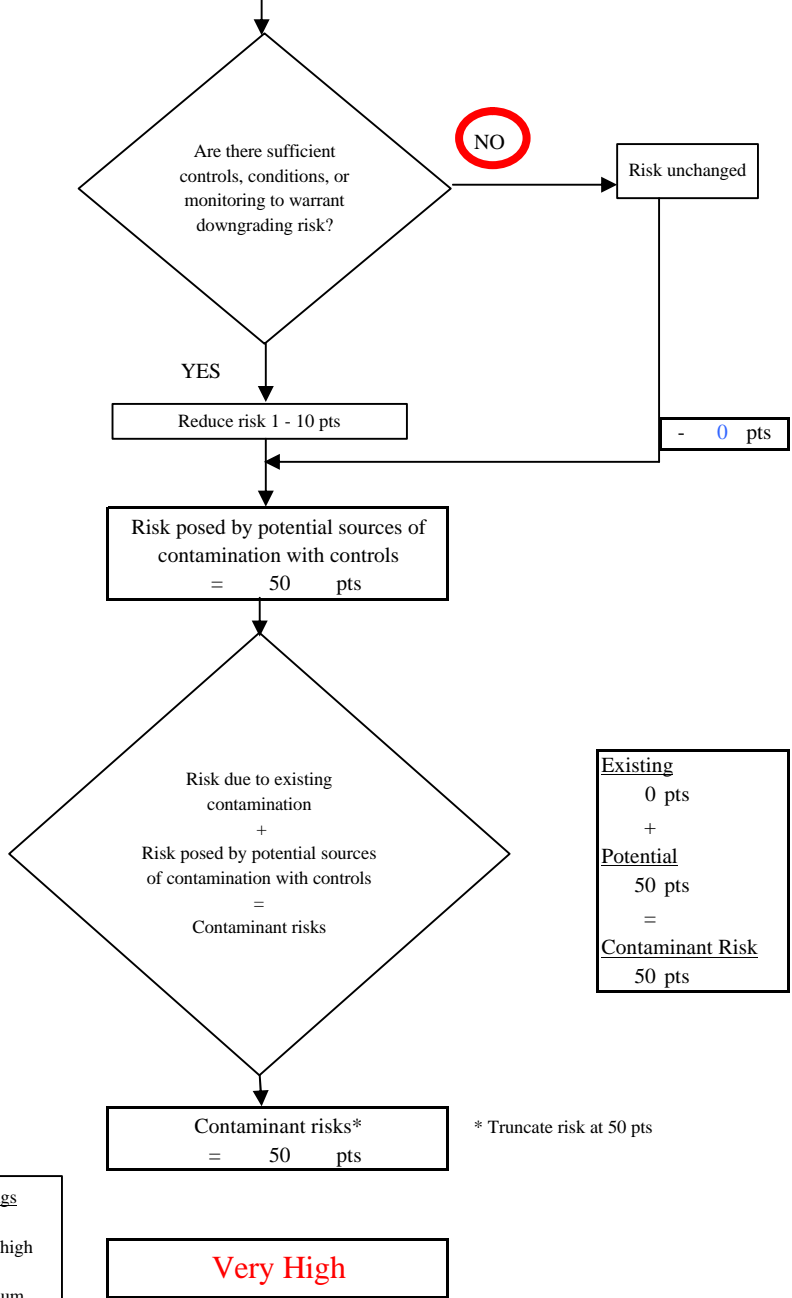 Are there sufficient
controls, conditions, or
monitoring to warrant
downgrading risk?
NO
Risk unchanged
YES
Reduce risk 1 - 10 pts
- 0 pts
Risk posed by potential sources of
contamination with controls
= 50 pts
Risk due to existing
contamination
+
Risk posed by potential sources
of contamination with controls
=
Contaminant risks
Existing
0 pts
+
Potential
50 pts
=
Contaminant Risk
50 pts
Contaminant risks*
= 50 pts
* Truncate risk at 50 pts
high
Very High